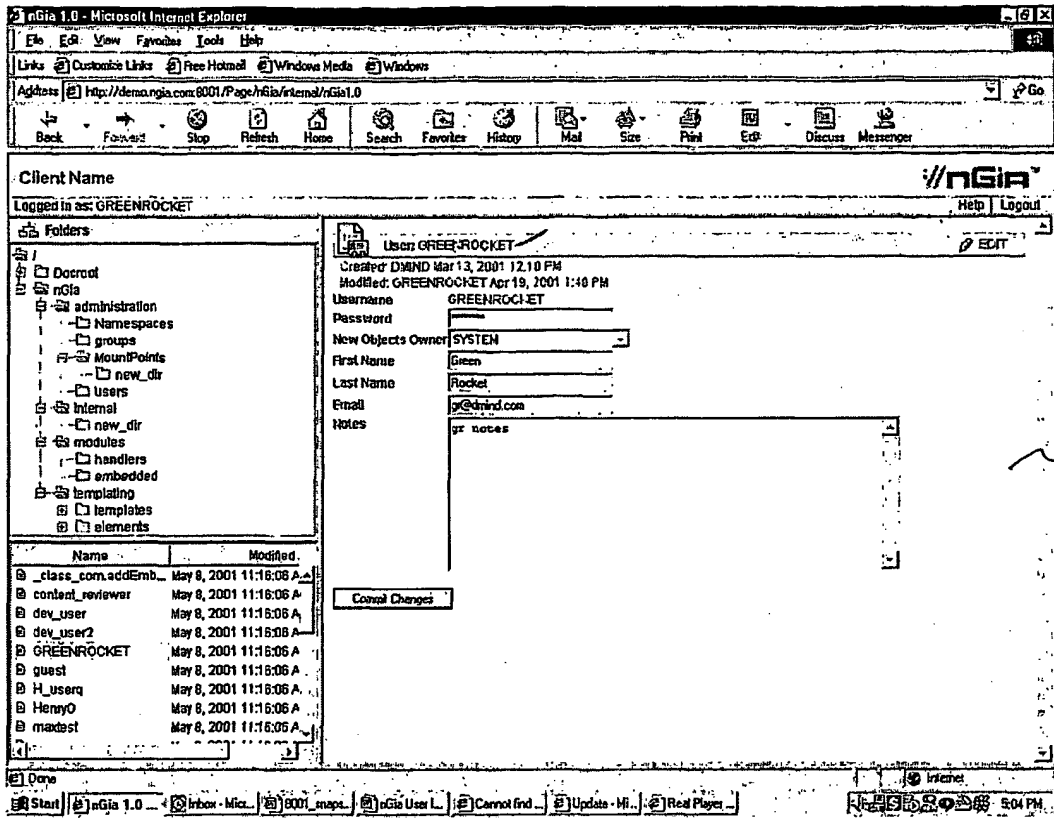 nGia 1.0 - Microsoft Internet Explorer
File Edit View Favorites Tools Help
Links Customize Links Free Hotmail Windows Media Windows
Address http://demo.ngia.com:8001/Page/nGia/internal/nGia1.0 Go
Back Forward Stop Refresh Home Search Favorites History Mail Size Print Edit Discuss Messenger
Client Name
//nGia™
Logged in as: GREENROCKET
Help Logout
Folders
/
Docroot
nGia
administration
Namespaces
groups
MountPoints
new_dir
users
internal
new_dir
modules
handlers
embedded
templating
templates
elements
Name Modified
_class_com.addEmb... May 8, 2001 11:16:06 A
content_reviewer May 8, 2001 11:16:06 A
dev_user May 8, 2001 11:16:06 A
dev_user2 May 8, 2001 11:16:06 A
GREENROCKET May 8, 2001 11:16:06 A
guest May 8, 2001 11:16:06 A
H_userq May 8, 2001 11:16:06 A
HenryO May 8, 2001 11:16:06 A
maxtest May 8, 2001 11:16:06 A
User: GREENROCKET
EDIT
Created: DMIND Mar 13, 2001 12:10 PM
Modified: GREENROCKET Apr 19, 2001 1:40 PM
Username GREENROCKET
Password
New Objects Owner SYSTEM
First Name Green
Last Name Rocket
Email gr@dmind.com
Notes gr notes
Commit Changes
Done
Internet
Start nGia 1.0 ... Inbox - Micr... 8001_snapt... nGia User I... Cannot find ... Update - Mi... Real Player ... 5:04 PM